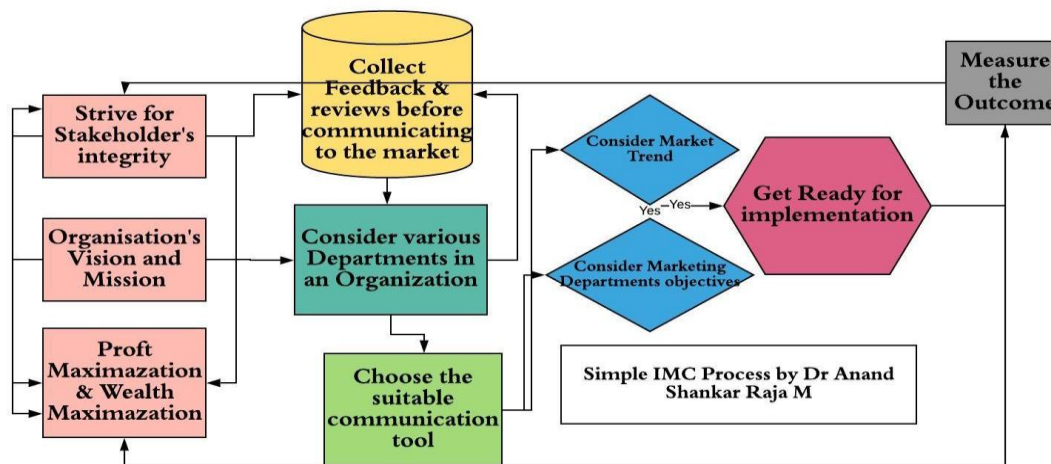 Collect
Feedback &
reviews before
communicating
to the market
Measure
the
Outcome
Strive for
Stakeholder's
integrity
Consider Market
Trend
Yes
Yes
Get Ready for
implementation
Organisation's
Vision and
Mission
Consider various
Departments in
an Organization
Consider Marketing
Departments objectives
Proft
Maximazation
& Wealth
Maximazation
Choose the
suitable
communication
tool
Simple IMC Process by Dr Anand
Shankar Raja M